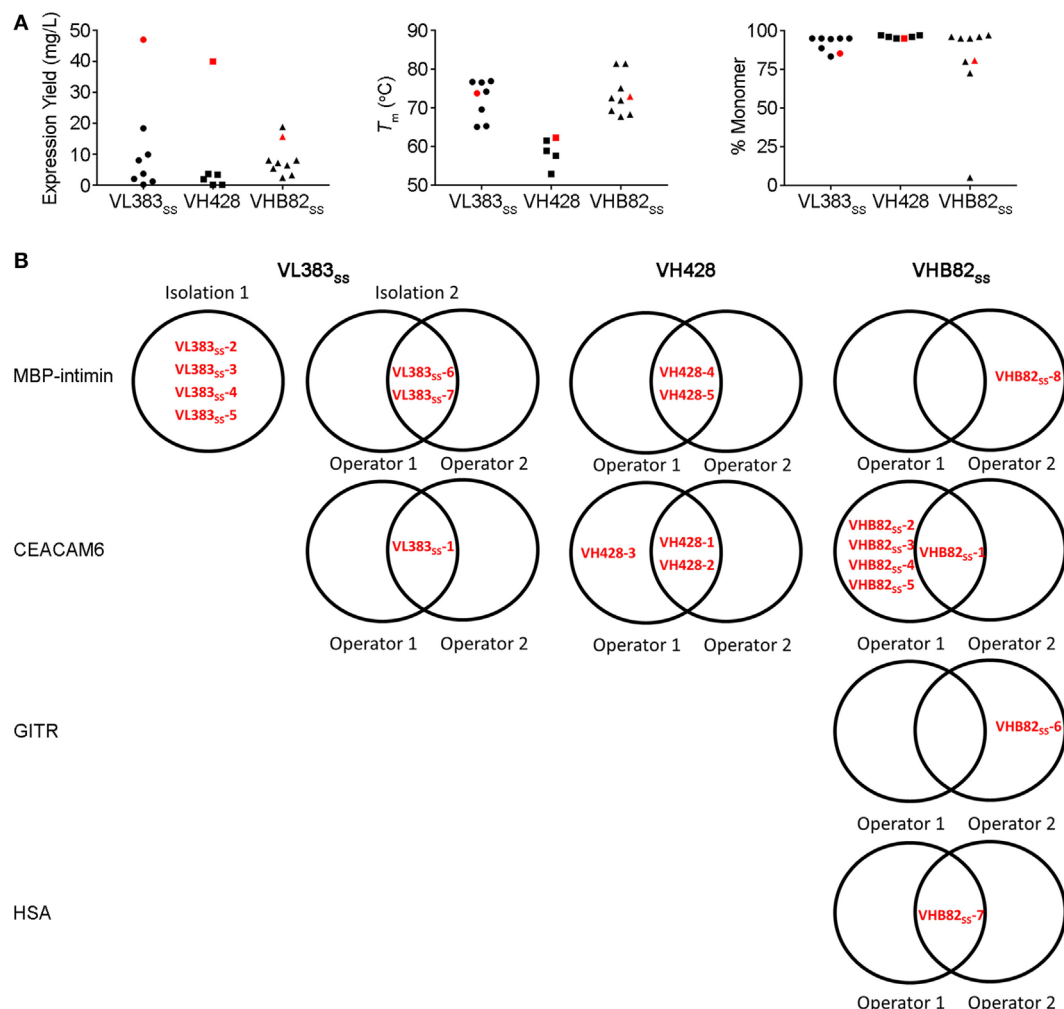 A
50
40
30
20
10
0
Expression Yield (mg/L)
VL383SS VH428 VHB82SS
90
80
70
60
50
Tm (°C)
VL383SS VH428 VHB82SS
100
75
50
25
0
% Monomer
VL383SS VH428 VHB82SS
B
VL383SS VH428 VHB82SS
Isolation 1 Isolation 2
MBP-intimin
VL383SS-2
VL383SS-3
VL383SS-4
VL383SS-5
VL383SS-6
VL383SS-7
VH428-4
VH428-5
VHB82SS-8
Operator 1 Operator 2 Operator 1 Operator 2 Operator 1 Operator 2
CEACAM6
VL383SS-1
VH428-3
VH428-1
VH428-2
VHB82SS-2
VHB82SS-3
VHB82SS-4
VHB82SS-5
VHB82SS-1
Operator 1 Operator 2 Operator 1 Operator 2 Operator 1 Operator 2
GITR
VHB82SS-6
Operator 1 Operator 2
HSA
VHB82SS-7
Operator 1 Operator 2